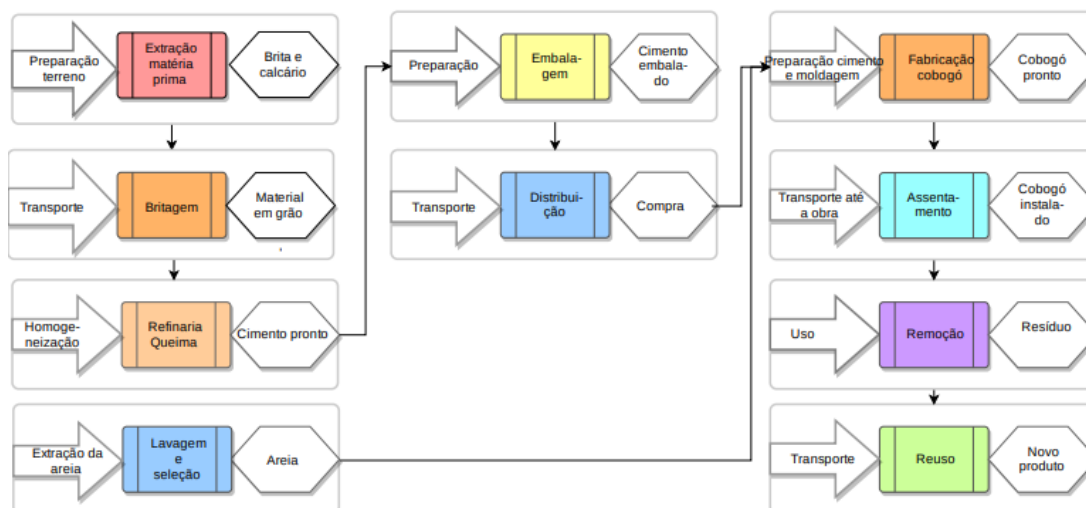 Preparação
terreno
Extração
matéria
prima
Brita e
calcário
Transporte
Britagem
Material
em grão
Homoge-
neização
Refinaria
Queima
Cimento pronto
Extração da
areia
Lavagem
e
seleção
Areia
Preparação
Embala-
gem
Cimento
embala-
do
Transporte
Distribui-
ção
Compra
Preparação cimento
e moldagem
Fabricação
cobogó
Cobogó
pronto
Transporte até
a obra
Assenta-
mento
Cobogó
instala-
do
Uso
Remoção
Resíduo
Transporte
Reuso
Novo
produto